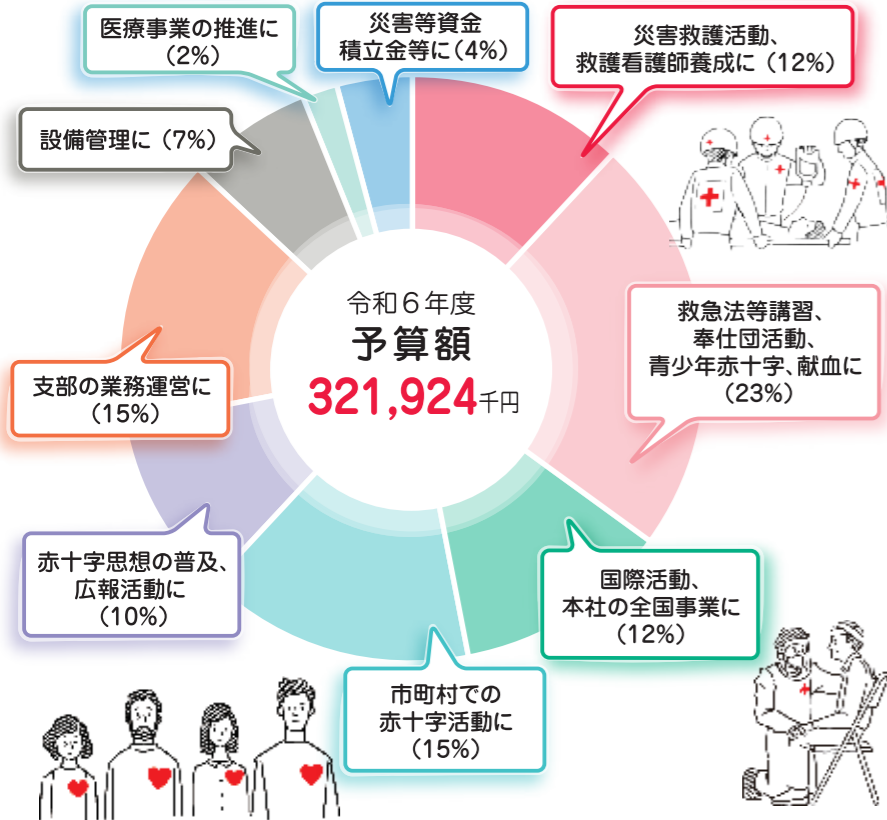 医療事業の推進に
(2%)
災害等資金
積立金等に(4%)
災害救護活動、
救護看護師養成に(12%)
設備管理に(7%)
令和6年度
予算額
321,924千円
救急法等講習、
奉仕団活動、
青少年赤十字、献血に
(23%)
支部の業務運営に
(15%)
赤十字思想の普及、
広報活動に
(10%)
国際活動、
本社の全国事業に
(12%)
市町村での
赤十字活動に
(15%)